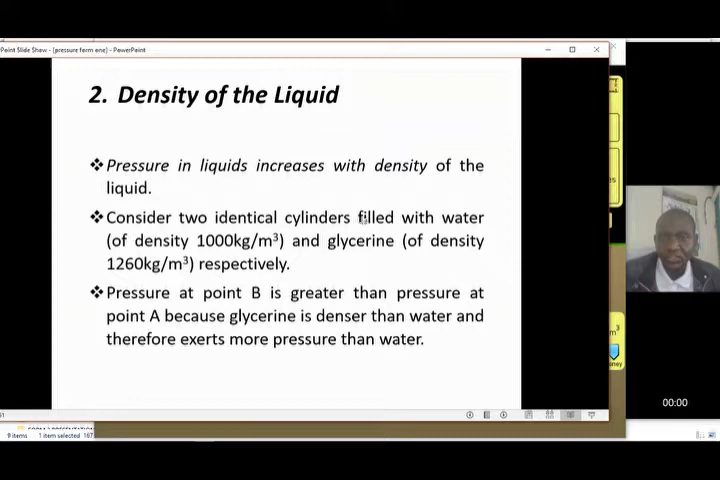 Point Slide Show - [pressure form one] - PowerPoint
2. Density of the Liquid
❖Pressure in liquids increases with density of the
liquid.
❖Consider two identical cylinders filled with water
(of density 1000kg/m³) and glycerine (of density
1260kg/m³) respectively.
❖Pressure at point B is greater than pressure at
point A because glycerine is denser than water and
therefore exerts more pressure than water.
m³
oney
00:00
9 items 1 item selected 167